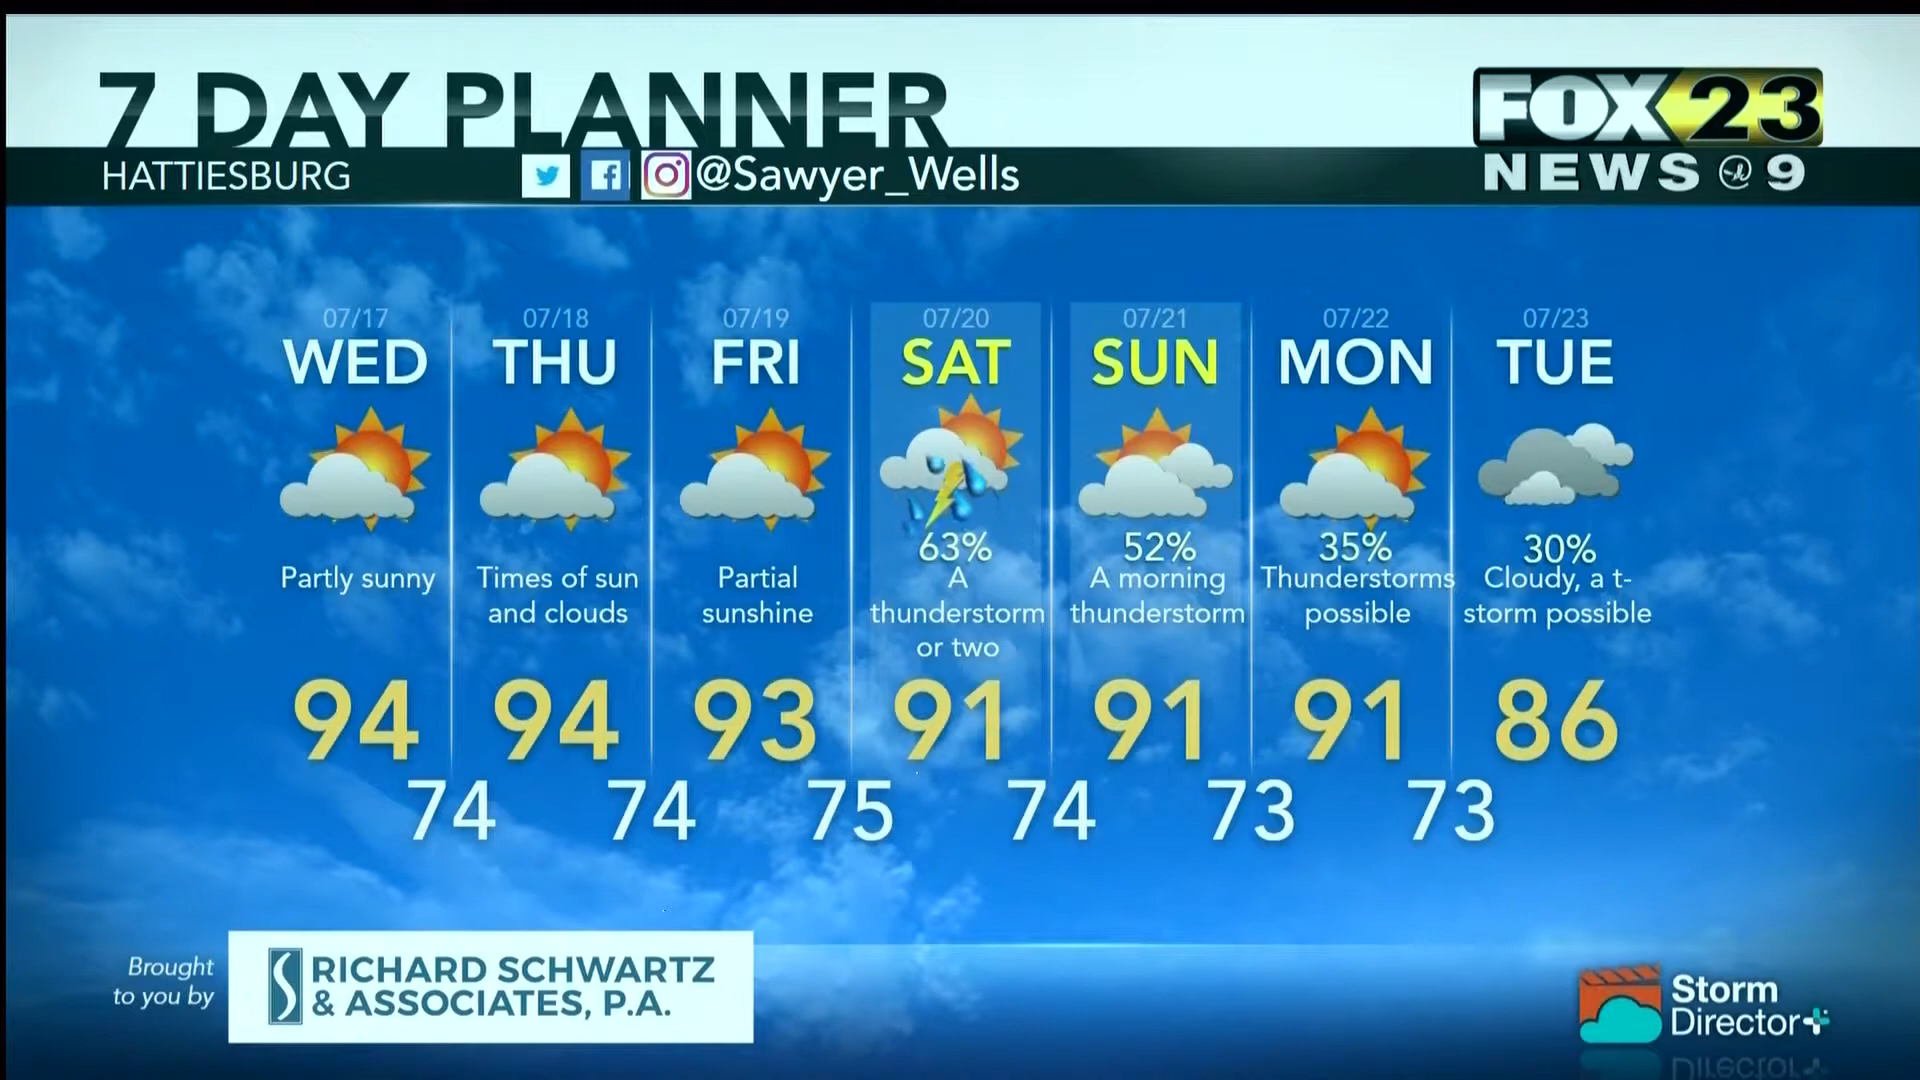 7 DAY PLANNER
HATTIESBURG
@Sawyer_Wells
FOX 23
NEWS @ 9
07/17 07/18 07/19 07/20 07/21 07/22 07/23
WED THU FRI SAT SUN MON TUE
63% 52% 35% 30%
Partly sunny
Times of sun
and clouds
Partial
sunshine
A
thunderstorm
or two
A morning
thunderstorm
Thunderstorms
possible
Cloudy, a t-
storm possible
94 94 93 91 91 91 86
74 74 75 74 73 73
Brought
to you by
RICHARD SCHWARTZ
& ASSOCIATES, P.A.
Storm
Director+